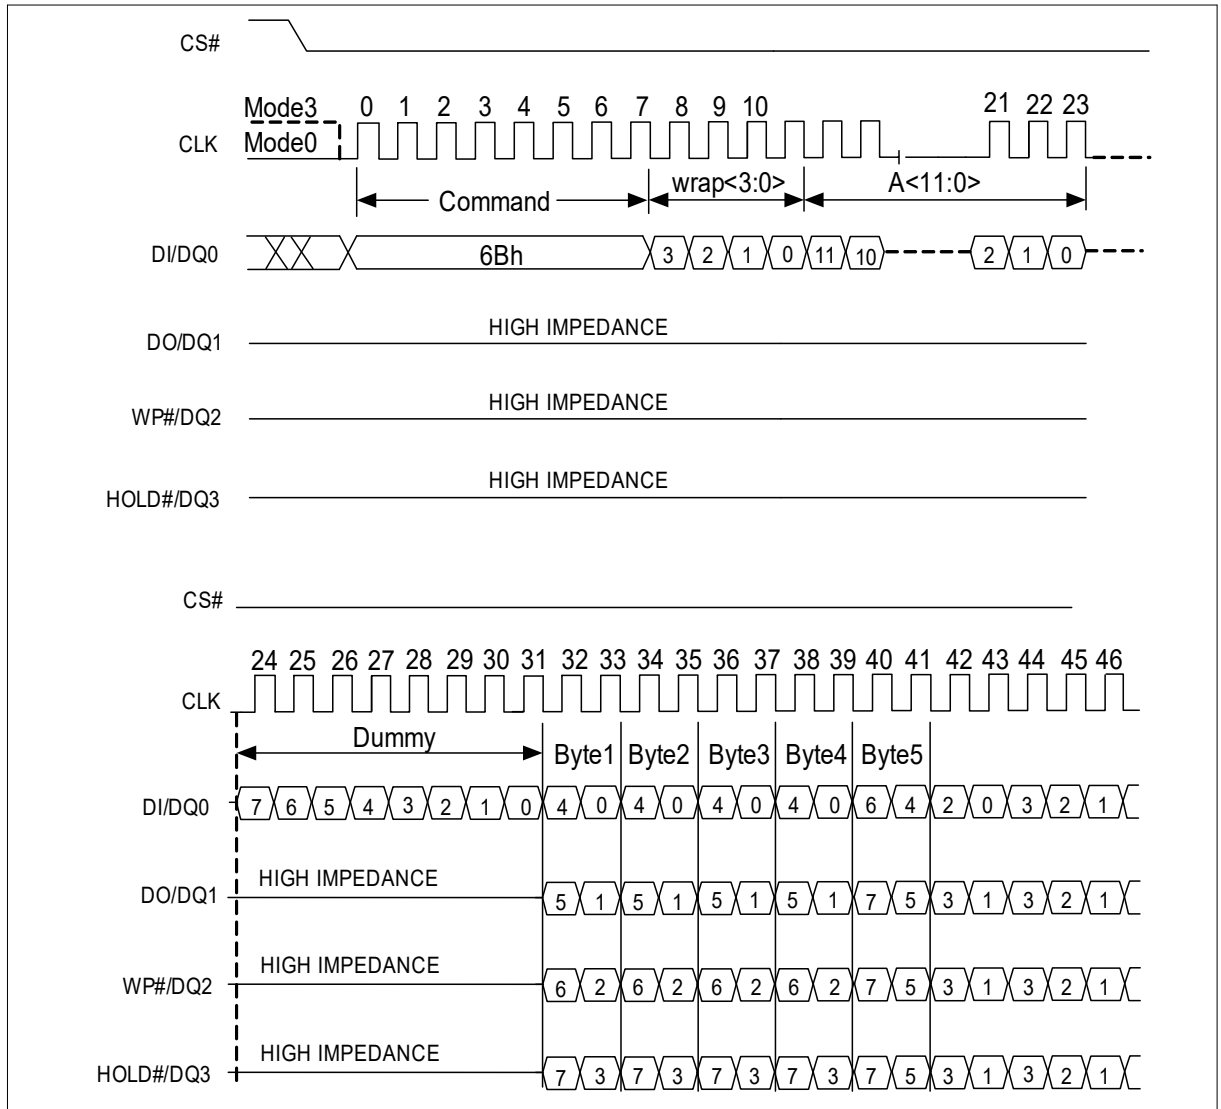 CS#
Mode3 0 1 2 3 4 5 6 7 8 9 10 21 22 23
CLK Mode0
Command wrap<3:0> A<11:0>
DI/DQ0 6Bh 3 2 1 0 11 10 2 1 0
HIGH IMPEDANCE
DO/DQ1
HIGH IMPEDANCE
WP#/DQ2
HIGH IMPEDANCE
HOLD#/DQ3
CS#
24 25 26 27 28 29 30 31 32 33 34 35 36 37 38 39 40 41 42 43 44 45 46
CLK
Dummy Byte1 Byte2 Byte3 Byte4 Byte5
DI/DQ0 7 6 5 4 3 2 1 0 4 0 4 0 4 0 4 0 6 4 2 0 3 2 1
HIGH IMPEDANCE
DO/DQ1 5 1 5 1 5 1 5 1 7 5 3 1 3 2 1
HIGH IMPEDANCE
WP#/DQ2 6 2 6 2 6 2 6 2 7 5 3 1 3 2 1
HIGH IMPEDANCE
HOLD#/DQ3 7 3 7 3 7 3 7 3 7 5 3 1 3 2 1